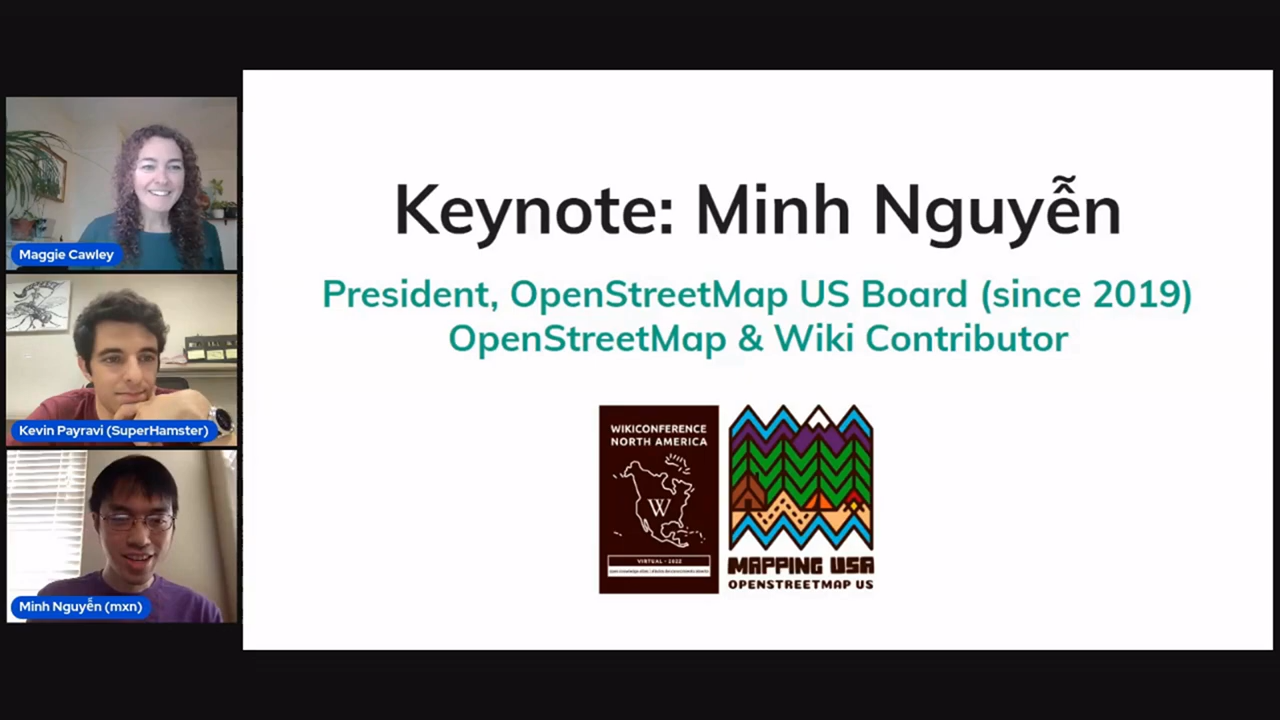 Maggie Cawley
Kevin Payravi (SuperHamster)
Minh Nguyễn (mxn)
Keynote: Minh Nguyễn
President, OpenStreetMap US Board (since 2019)
OpenStreetMap & Wiki Contributor
WIKICONFERENCE
NORTH AMERICA
W
VIRTUAL • 2022
MAPPING USA
OPENSTREETMAP US